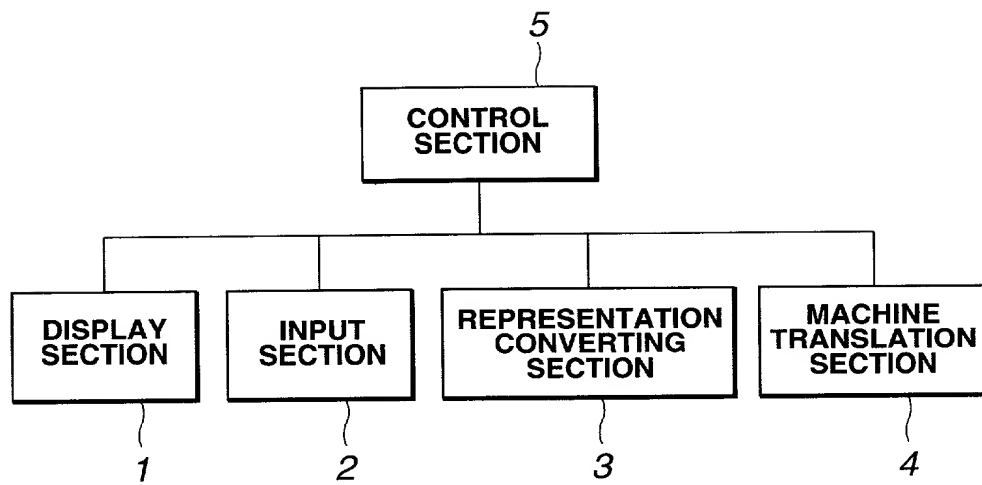 5
CONTROL
SECTION
DISPLAY
SECTION
INPUT
SECTION
REPRESENTATION
CONVERTING
SECTION
MACHINE
TRANSLATION
SECTION
1
2
3
4